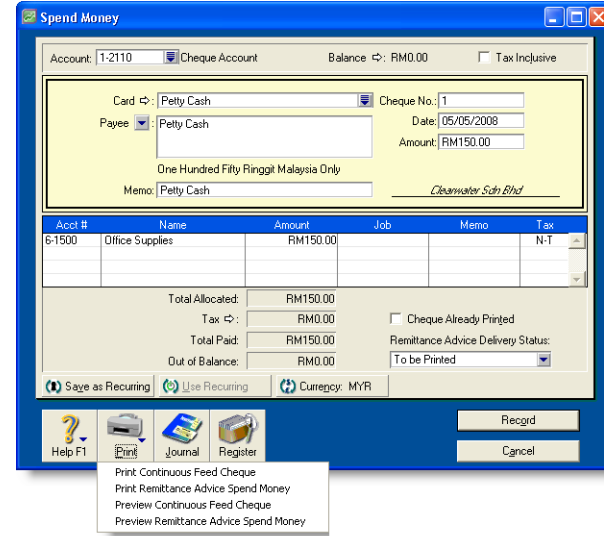 Spend Money
Account: 1-2110 Cheque Account Balance ⇨: RM0.00 Tax Inclusive
Card ⇨: Petty Cash Cheque No.: 1
Payee : Petty Cash Date: 05/05/2008
Amount: RM150.00
One Hundred Fifty Ringgit Malaysia Only
Memo: Petty Cash Clearwater Sdn Bhd
Acct # Name Amount Job Memo Tax
6-1500 Office Supplies RM150.00 N-T
Total Allocated: RM150.00
Tax ⇨: RM0.00 Cheque Already Printed
Total Paid: RM150.00 Remittance Advice Delivery Status:
Out of Balance: RM0.00 To be Printed
Save as Recurring Use Recurring Currency: MYR
Record
Help F1 Print Journal Register Cancel
Print Continuous Feed Cheque
Print Remittance Advice Spend Money
Preview Continuous Feed Cheque
Preview Remittance Advice Spend Money